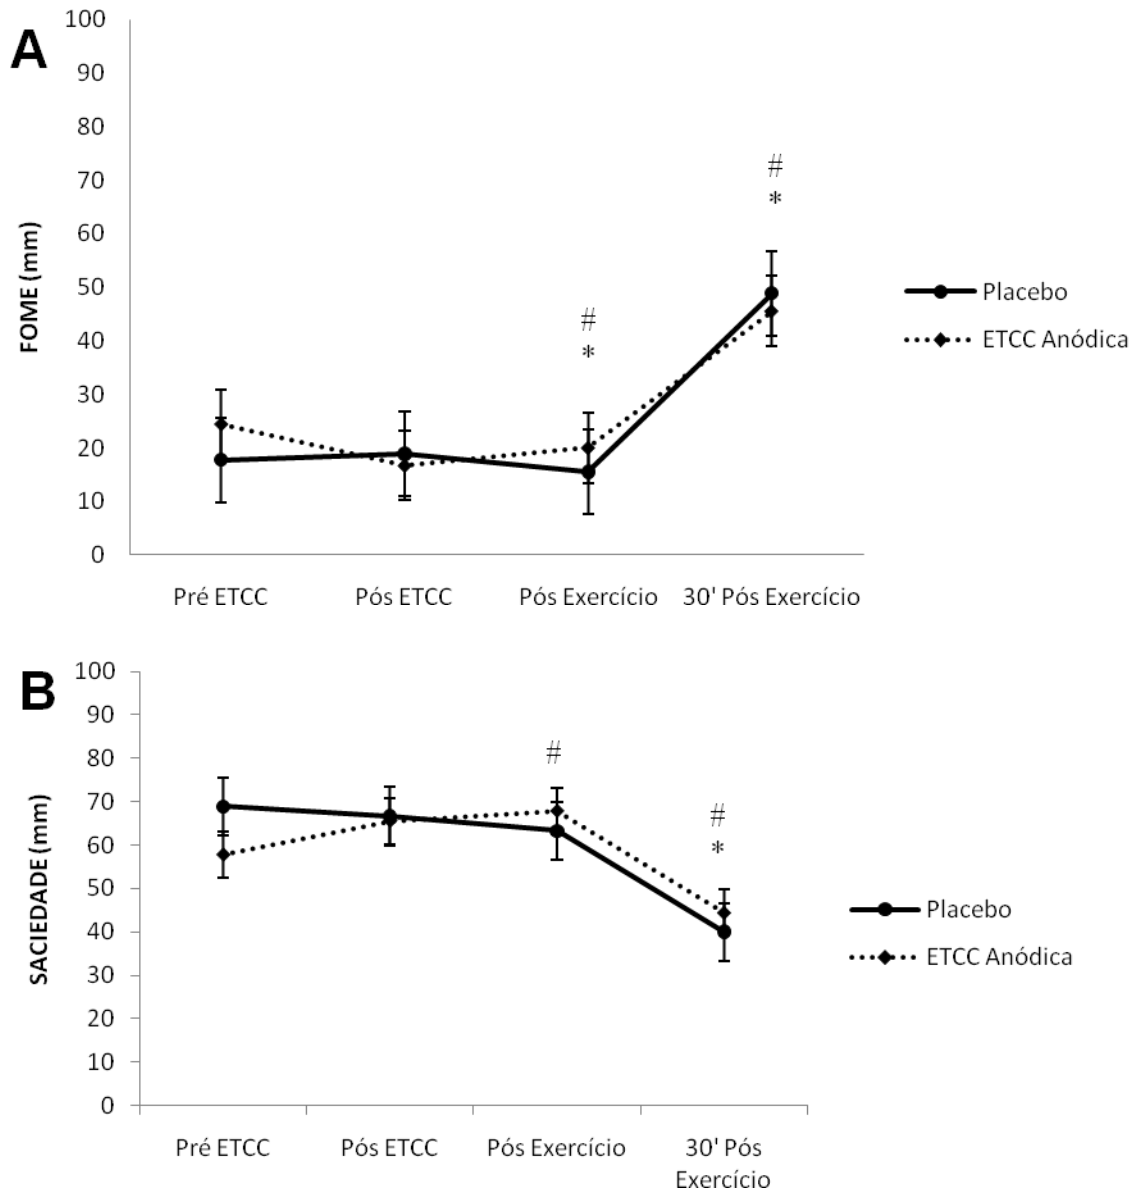 A
100
90
80
70
60
50
40
30
20
10
0
FOME (mm)
#
*
#
*
Placebo
ETCC Anódica
Pré ETCC
Pós ETCC
Pós Exercício
30' Pós Exercício
B
100
90
80
70
60
50
40
30
20
10
0
SACIEDADE (mm)
#
#
*
Placebo
ETCC Anódica
Pré ETCC
Pós ETCC
Pós Exercício
30' Pós
Exercício